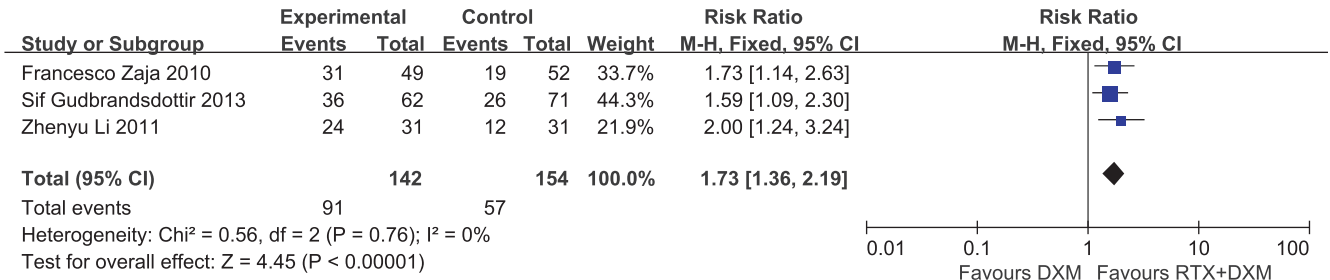 Experimental Control Risk Ratio Risk Ratio
Study or Subgroup Events Total Events Total Weight M-H, Fixed, 95% CI M-H, Fixed, 95% CI
Francesco Zaja 2010 31 49 19 52 33.7% 1.73 [1.14, 2.63]
Sif Gudbrandsdottir 2013 36 62 26 71 44.3% 1.59 [1.09, 2.30]
Zhenyu Li 2011 24 31 12 31 21.9% 2.00 [1.24, 3.24]
Total (95% CI) 142 154 100.0% 1.73 [1.36, 2.19]
Total events 91 57
Heterogeneity: Chi² = 0.56, df = 2 (P = 0.76); I² = 0%
Test for overall effect: Z = 4.45 (P < 0.00001)
0.01 0.1 1 10 100
Favours DXM Favours RTX+DXM